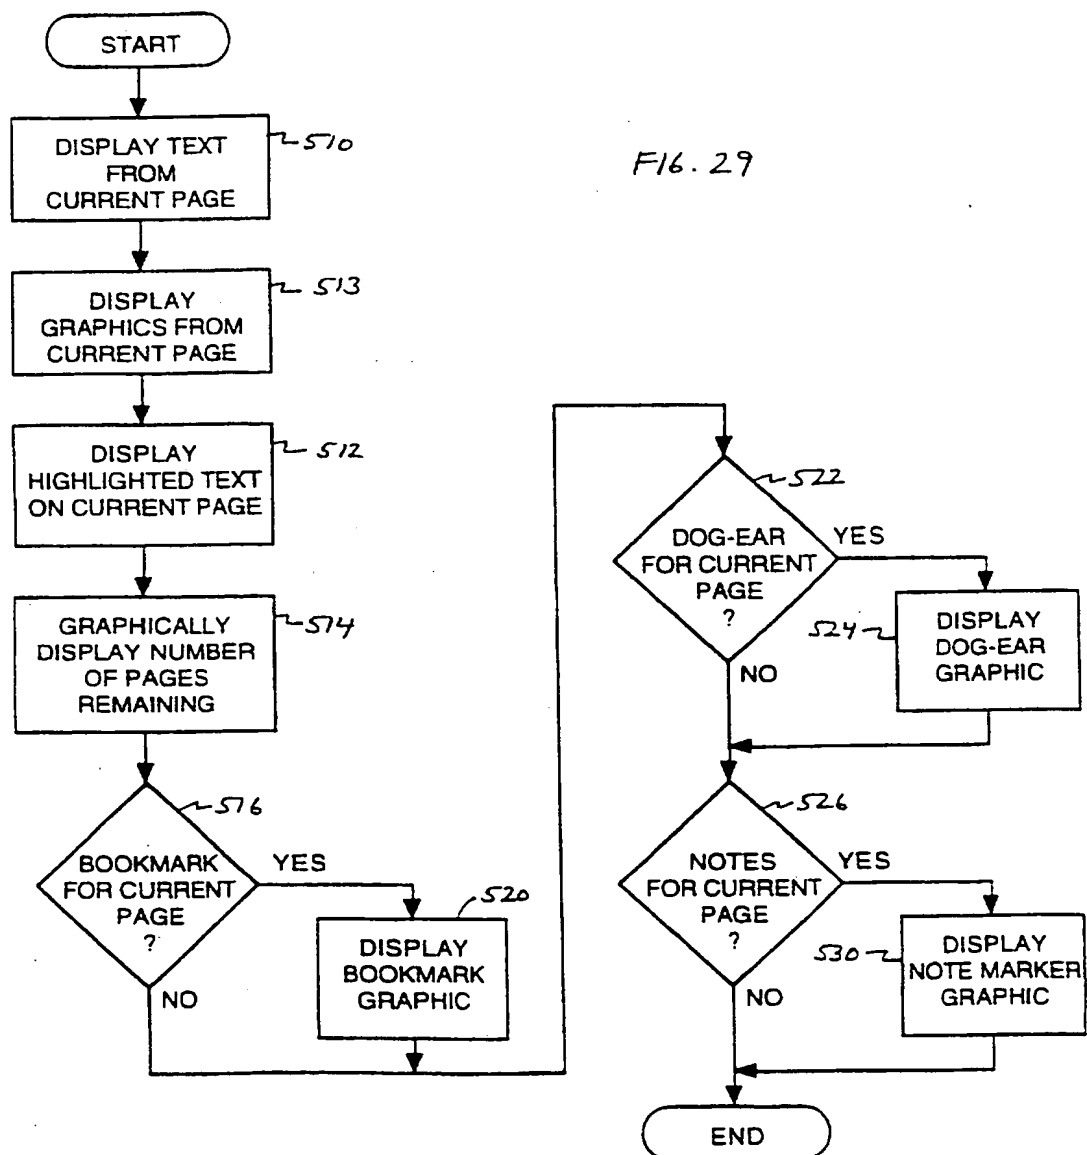 START
DISPLAY TEXT
FROM
CURRENT PAGE
510
FIG. 29
DISPLAY
GRAPHICS FROM
CURRENT PAGE
513
DISPLAY
HIGHLIGHTED TEXT
ON CURRENT PAGE
512
GRAPHICALLY
DISPLAY NUMBER
OF PAGES
REMAINING
514
BOOKMARK
FOR CURRENT
PAGE
?
516
YES
NO
520
DISPLAY
BOOKMARK
GRAPHIC
522
DOG-EAR
FOR CURRENT
PAGE
?
YES
NO
524
DISPLAY
DOG-EAR
GRAPHIC
526
NOTES
FOR CURRENT
PAGE
?
YES
NO
530
DISPLAY
NOTE MARKER
GRAPHIC
END